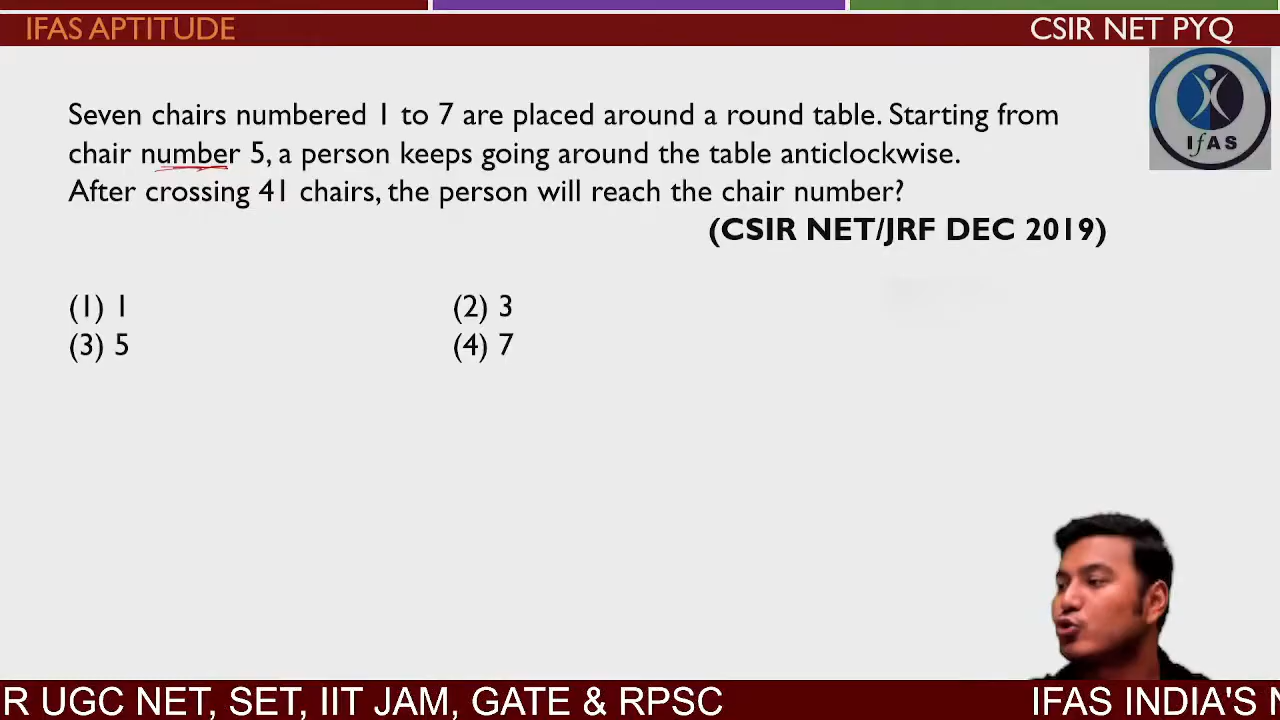 IFAS APTITUDE
CSIR NET PYQ
IfAS
Seven chairs numbered 1 to 7 are placed around a round table. Starting from
chair number 5, a person keeps going around the table anticlockwise.
After crossing 41 chairs, the person will reach the chair number?
(CSIR NET/JRF DEC 2019)
(1) 1
(2) 3
(3) 5
(4) 7
R UGC NET, SET, IIT JAM, GATE & RPSC
IFAS INDIA'S N